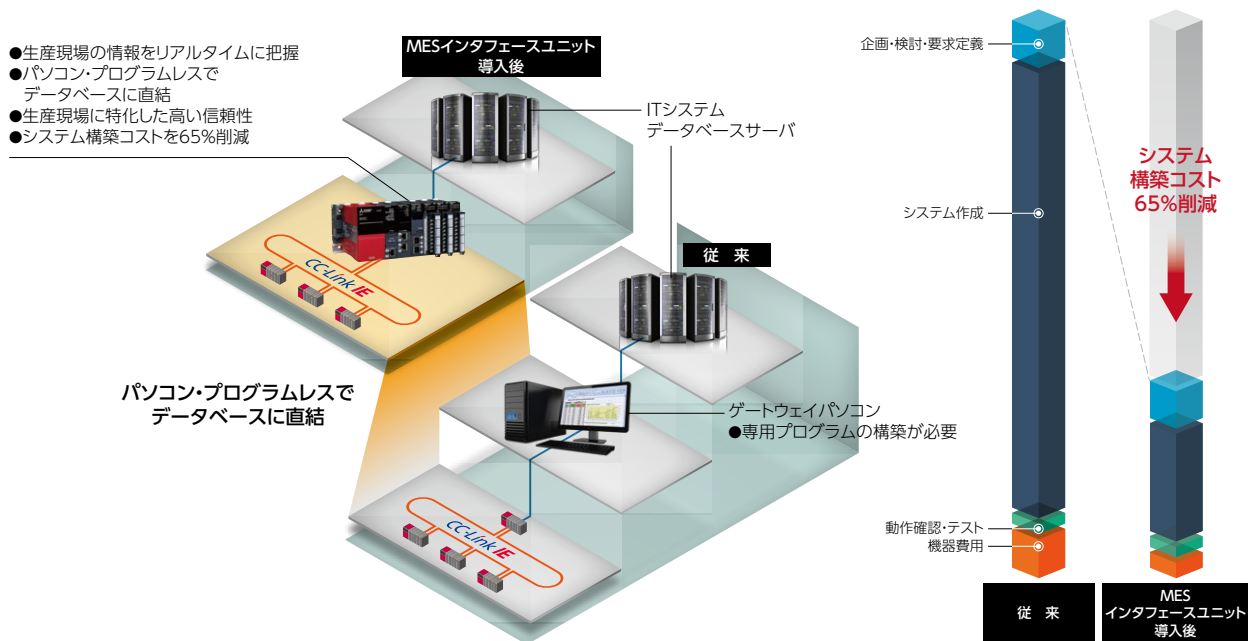 ●生産現場の情報をリアルタイムに把握
●パソコン・プログラムレスで
データベースに直結
●生産現場に特化した高い信頼性
●システム構築コストを65%削減
MESインタフェースユニット
導入後
ITシステム
データベースサーバ
CC-Link IE
従 来
パソコン・プログラムレスで
データベースに直結
ゲートウェイパソコン
●専用プログラムの構築が必要
CC-Link IE
企画・検討・要求定義
システム作成
動作確認・テスト
機器費用
システム
構築コスト
65%削減
従 来
MES
インタフェースユニット
導入後